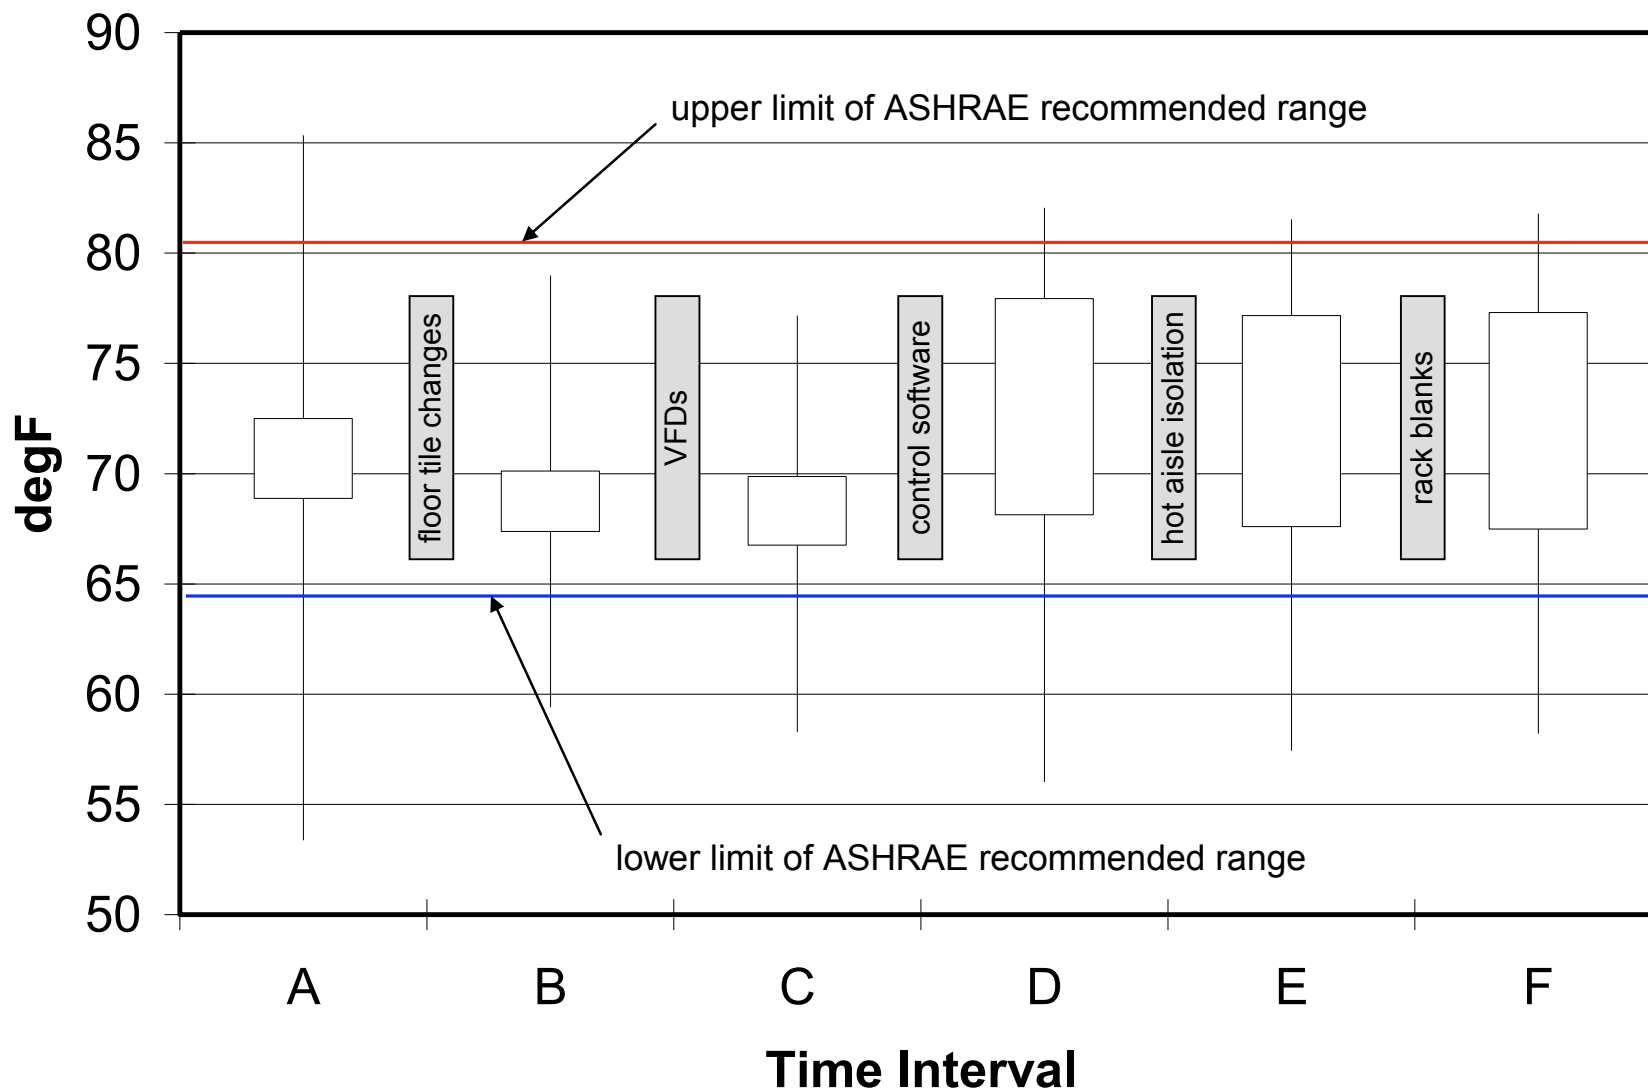 90
upper limit of ASHRAE recommended range
85
80
75
70
65
60
55
50
degF
floor tile changes
VFDs
control software
hot aisle isolation
rack blanks
lower limit of ASHRAE recommended range
A B C D E F
Time Interval